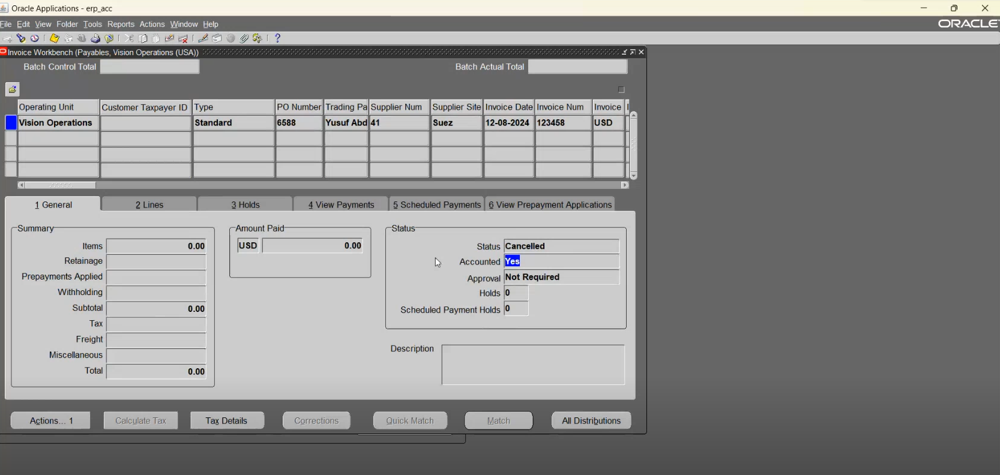 Oracle Applications - erp_acc
File Edit View Folder Tools Reports Actions Window Help
ORACLE
Invoice Workbench (Payables, Vision Operations (USA))
Batch Control Total
Batch Actual Total
Operating Unit Customer Taxpayer ID Type PO Number Trading Pa Supplier Num Supplier Site Invoice Date Invoice Num Invoice I
Vision Operations Standard 6588 Yusuf Abd 41 Suez 12-08-2024 123458 USD
1 General 2 Lines 3 Holds 4 View Payments 5 Scheduled Payments 6 View Prepayment Applications
Summary
Items 0.00
Retainage
Prepayments Applied
Withholding
Subtotal 0.00
Tax
Freight
Miscellaneous
Total 0.00
Amount Paid
USD 0.00
Status
Status Cancelled
Accounted Yes
Approval Not Required
Holds 0
Scheduled Payment Holds 0
Description
Actions... 1 Calculate Tax Tax Details Corrections Quick Match Match All Distributions